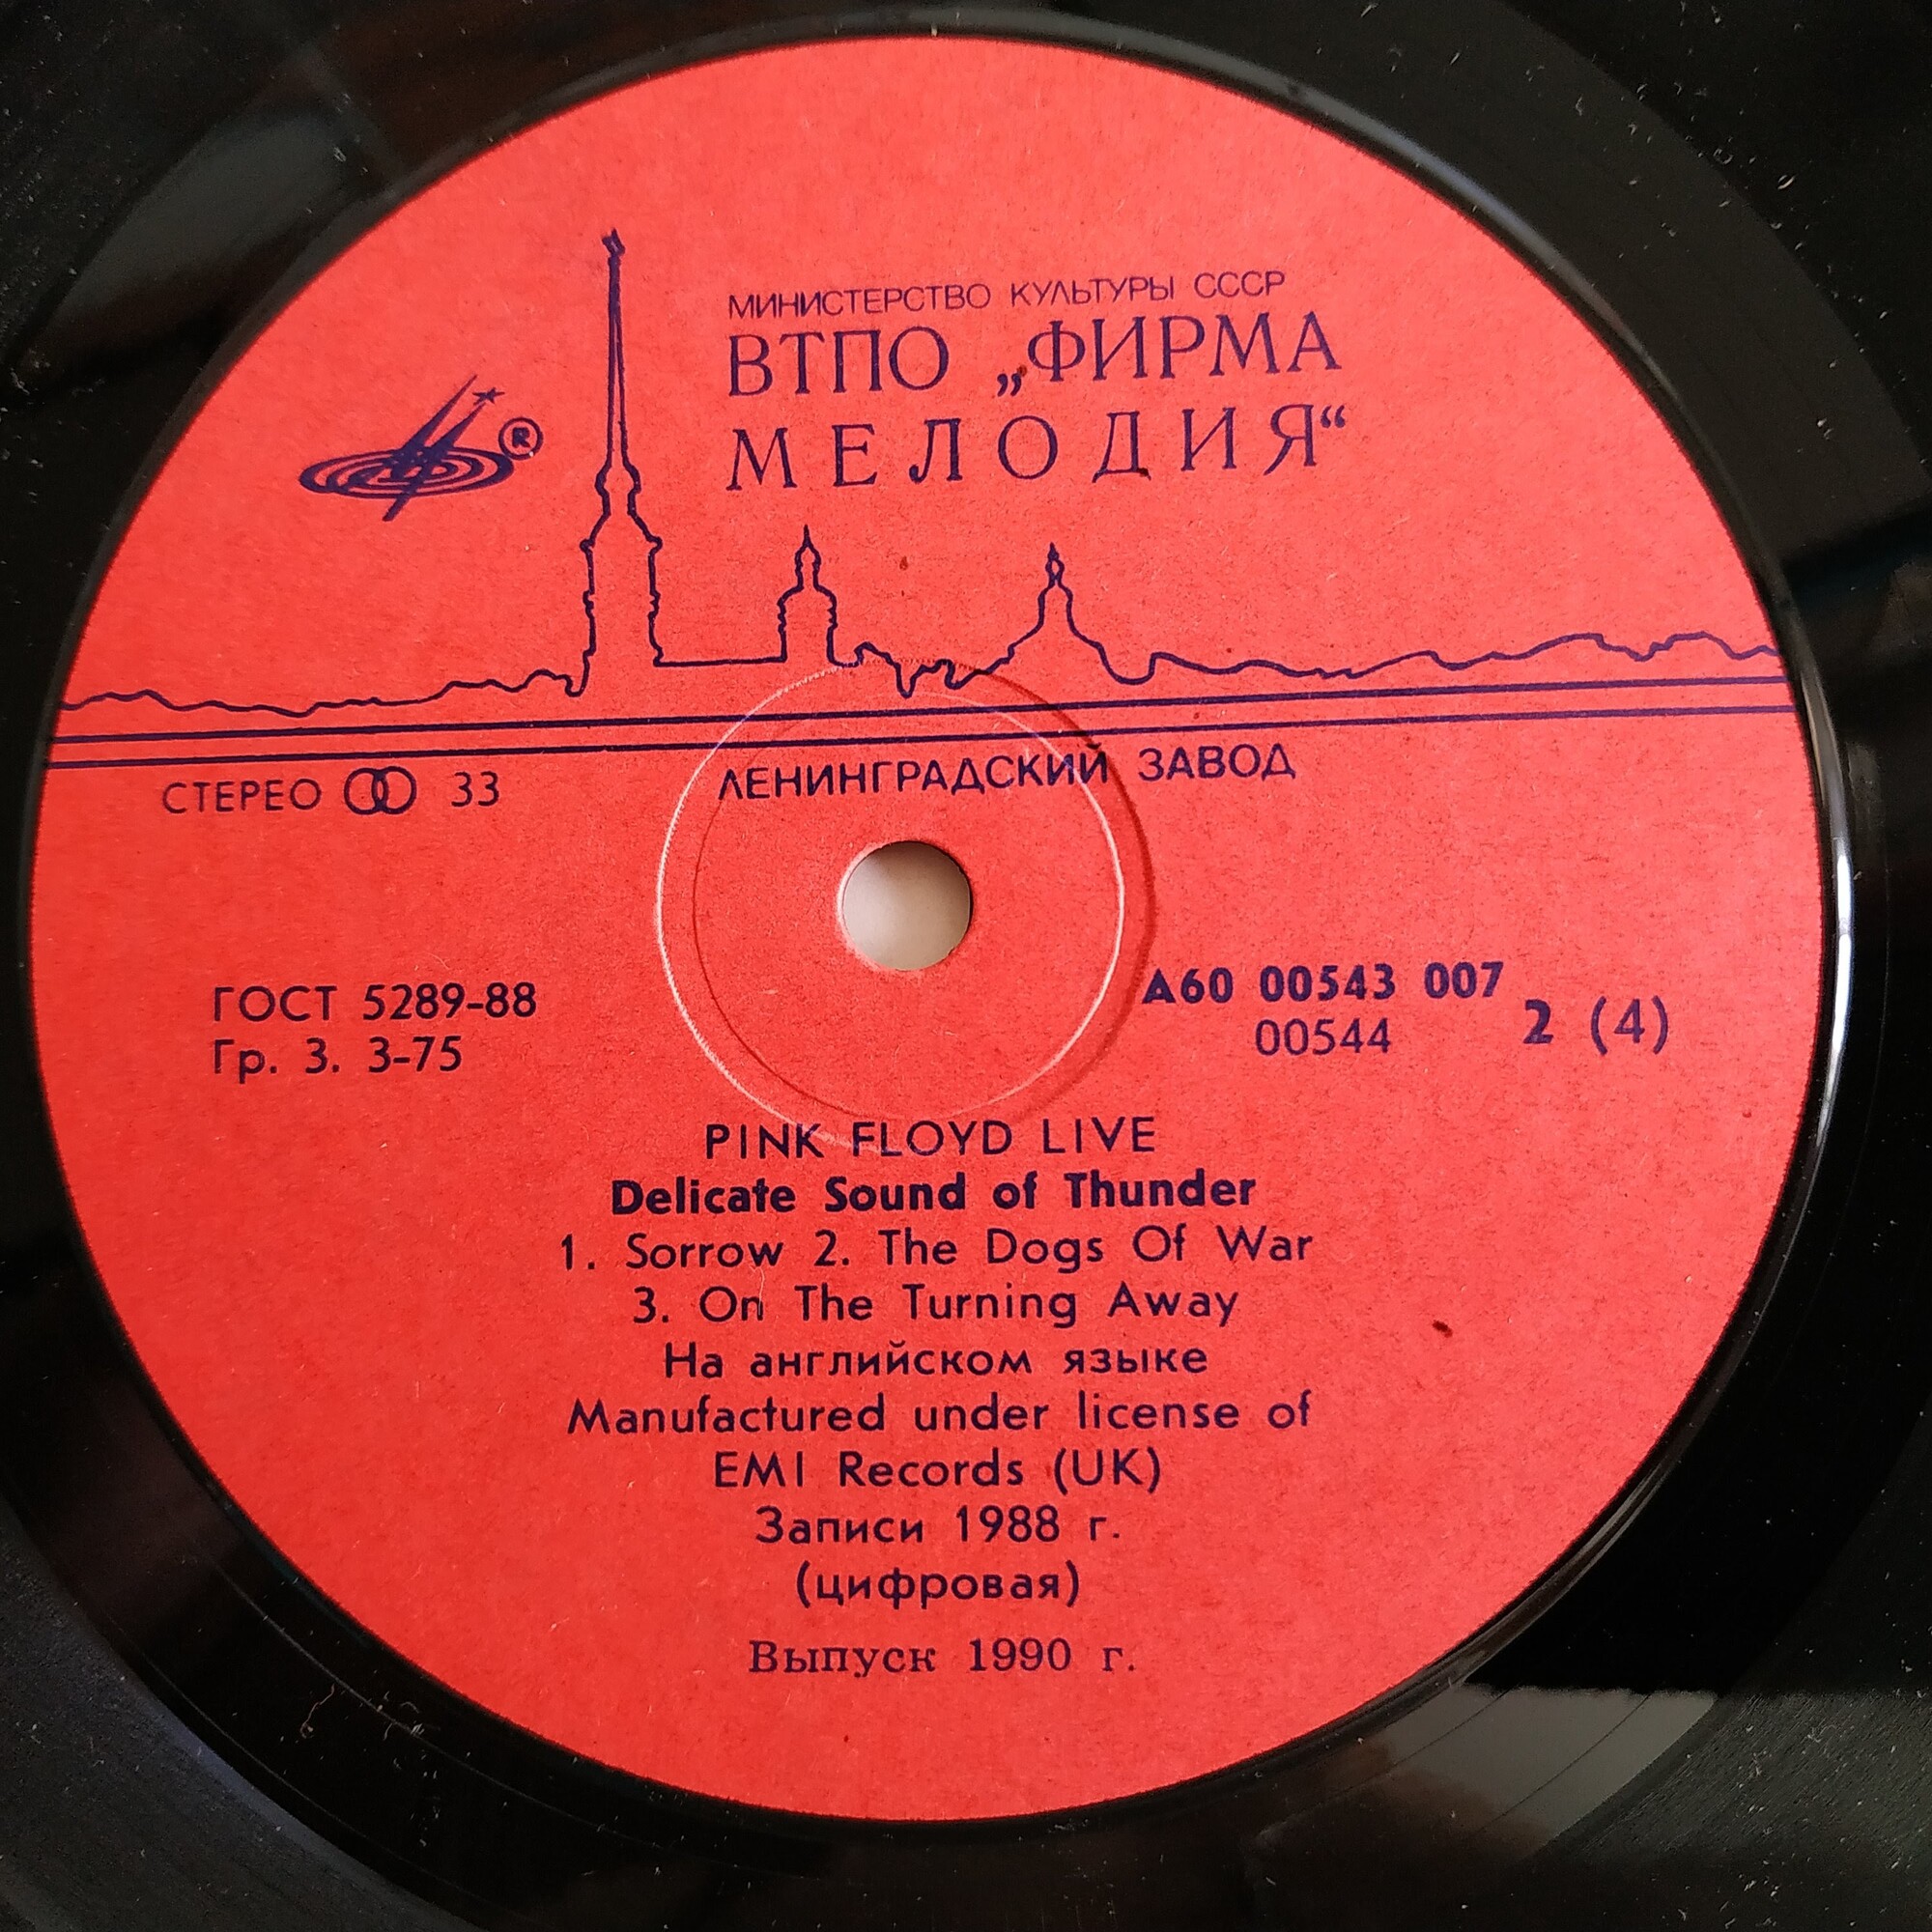 МИНИСТЕРСТВО КУЛЬТУРЫ СССР
ВТПО „ФИРМА
МЕЛОДИЯ“
®
ЛЕНИНГРАДСКИЙ ЗАВОД
СТЕРЕО 33
ГОСТ 5289-88
Гр. 3. 3-75
А60 00543 007
00544
2 (4)
PINK FLOYD LIVE
Delicate Sound of Thunder
1. Sorrow 2. The Dogs Of War
3. On The Turning Away
На английском языке
Manufactured under license of
EMI Records (UK)
Записи 1988 г.
(цифровая)
Выпуск 1990 г.